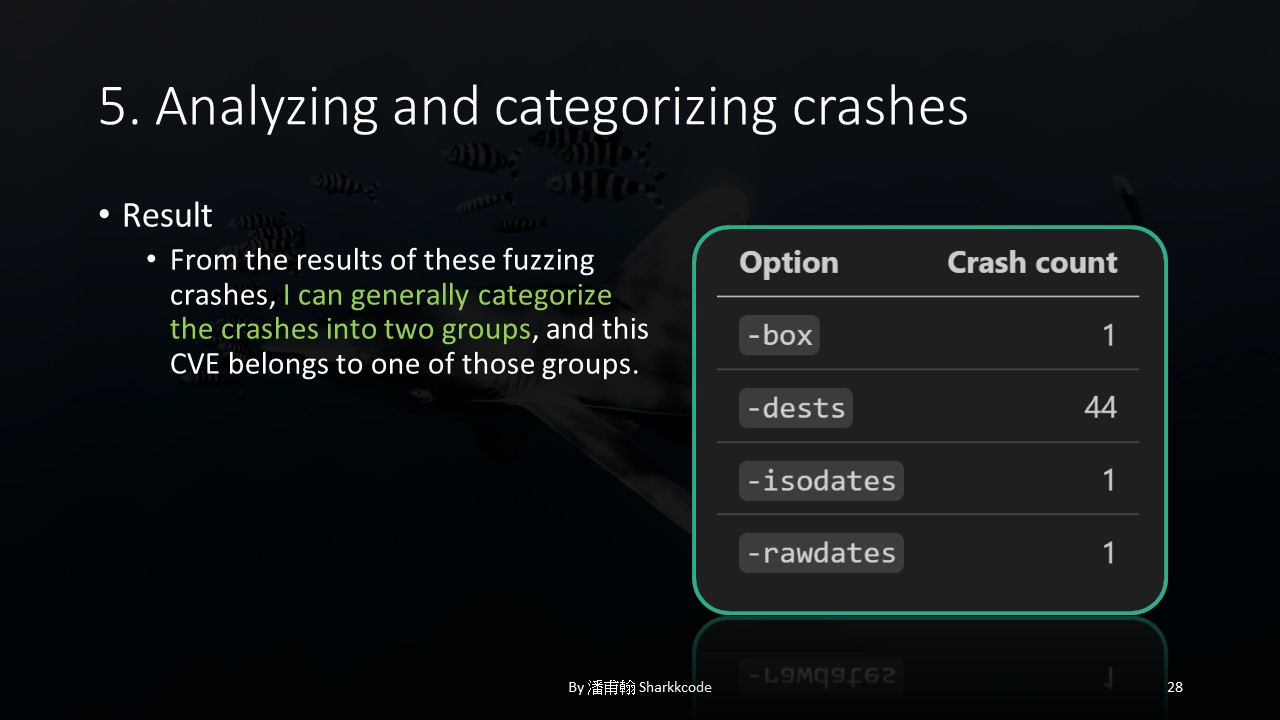 5. Analyzing and categorizing crashes
• Result
• From the results of these fuzzing
crashes, I can generally categorize
the crashes into two groups, and this
CVE belongs to one of those groups.
Option Crash count
-box 1
-dests 44
-isodates 1
-rawdates 1
By 潘甫翰 Sharkkcode
28